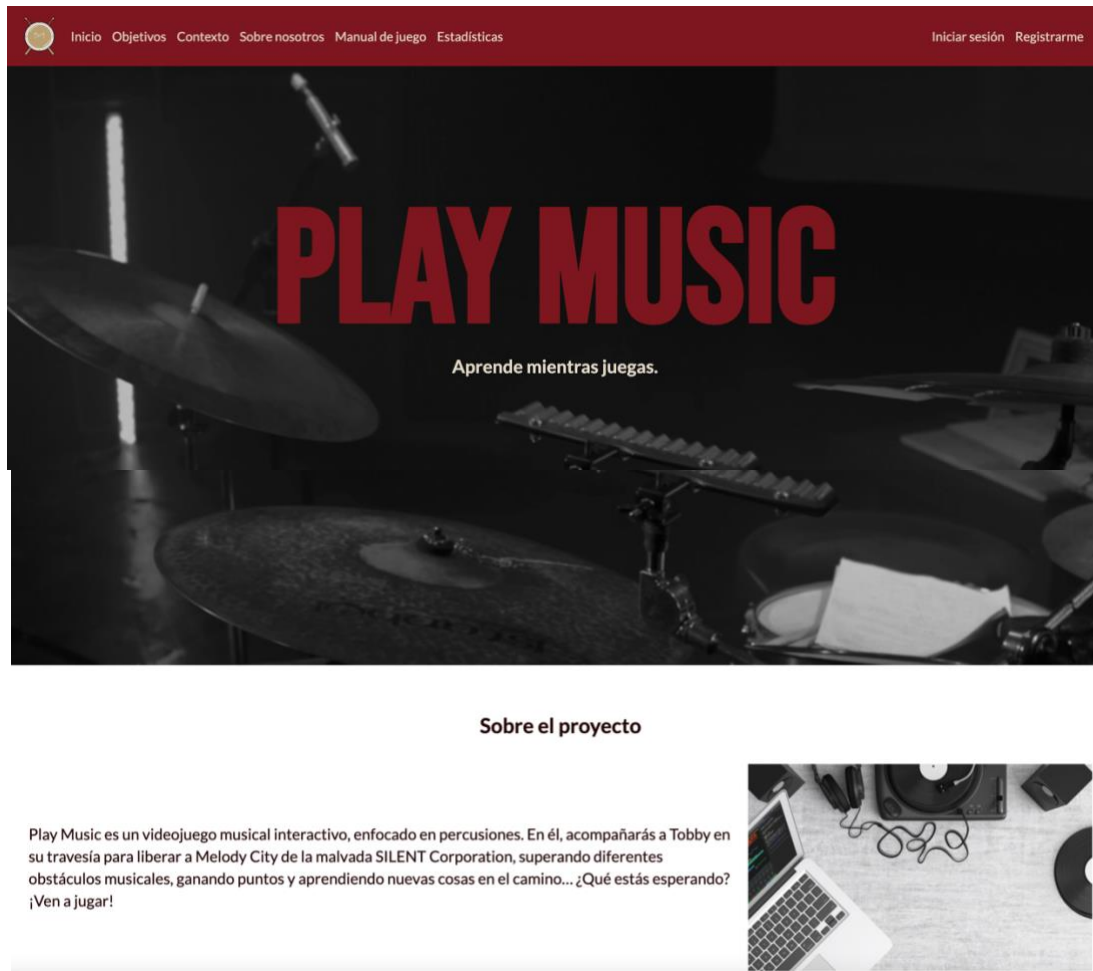 Inicio Objetivos Contexto Sobre nosotros Manual de juego Estadísticas Iniciar sesión Registrarme
PLAY MUSIC
Aprende mientras juegas.
Sobre el proyecto
Play Music es un videojuego musical interactivo, enfocado en percusiones. En él, acompañarás a Tobby en
su travesía para liberar a Melody City de la malvada SILENT Corporation, superando diferentes
obstáculos musicales, ganando puntos y aprendiendo nuevas cosas en el camino... ¿Qué estás esperando?
¡Ven a jugar!